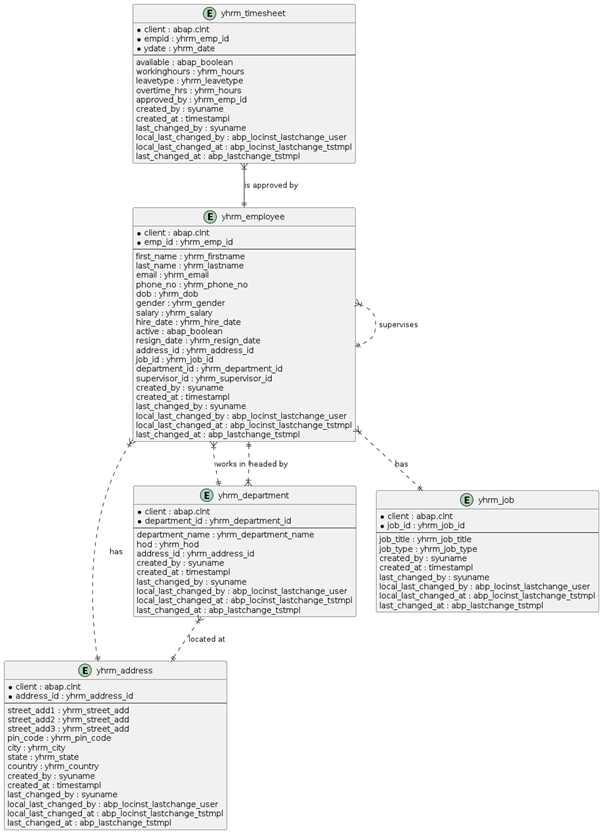 E yhrm_timesheet
● client : abap.clnt
● empid : yhrm_emp_id
● ydate : yhrm_date
available : abap_boolean
workinghours : yhrm_hours
leavetype : yhrm_leavetype
overtime_hrs : yhrm_hours
approved_by : yhrm_emp_id
created_by : syuname
created_at : timestampl
last_changed_by : syuname
local_last_changed_by : abp_locinst_lastchange_user
local_last_changed_at : abp_locinst_lastchange_tstmpl
last_changed_at : abp_lastchange_tstmpl
is approved by
E yhrm_employee
● client : abap.clnt
● emp_id : yhrm_emp_id
first_name : yhrm_firstname
last_name : yhrm_lastname
email : yhrm_email
phone_no : yhrm_phone_no
dob : yhrm_dob
gender : yhrm_gender
salary : yhrm_salary
hire_date : yhrm_hire_date
active : abap_boolean
resign_date : yhrm_resign_date
address_id : yhrm_address_id
job_id : yhrm_job_id
department_id : yhrm_department_id
supervisor_id : yhrm_supervisor_id
created_by : syuname
created_at : timestampl
last_changed_by : syuname
local_last_changed_by : abp_locinst_lastchange_user
local_last_changed_at : abp_locinst_lastchange_tstmpl
last_changed_at : abp_lastchange_tstmpl
supervises
works in headed by
has
E yhrm_department
● client : abap.clnt
● department_id : yhrm_department_id
department_name : yhrm_department_name
hod : yhrm_hod
address_id : yhrm_address_id
created_by : syuname
created_at : timestampl
last_changed_by : syuname
local_last_changed_by : abp_locinst_lastchange_user
local_last_changed_at : abp_locinst_lastchange_tstmpl
last_changed_at : abp_lastchange_tstmpl
E yhrm_job
● client : abap.clnt
● job_id : yhrm_job_id
job_title : yhrm_job_title
job_type : yhrm_job_type
created_by : syuname
created_at : timestampl
last_changed_by : syuname
local_last_changed_by : abp_locinst_lastchange_user
local_last_changed_at : abp_locinst_lastchange_tstmpl
last_changed_at : abp_lastchange_tstmpl
has
located at
E yhrm_address
● client : abap.clnt
● address_id : yhrm_address_id
street_add1 : yhrm_street_add
street_add2 : yhrm_street_add
street_add3 : yhrm_street_add
pin_code : yhrm_pin_code
city : yhrm_city
state : yhrm_state
country : yhrm_country
created_by : syuname
created_at : timestampl
last_changed_by : syuname
local_last_changed_by : abp_locinst_lastchange_user
local_last_changed_at : abp_locinst_lastchange_tstmpl
last_changed_at : abp_lastchange_tstmpl